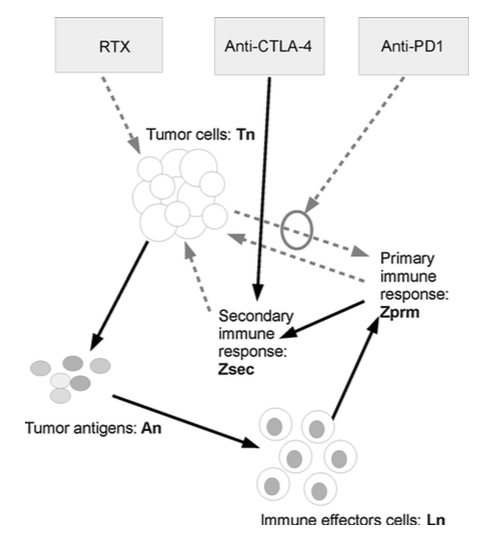 RTX
Anti-CTLA-4
Anti-PD1
Tumor cells: Tn
Primary
immune
response:
Zprm
Secondary
immune
response:
Zsec
Tumor antigens: An
Immune effectors cells: Ln